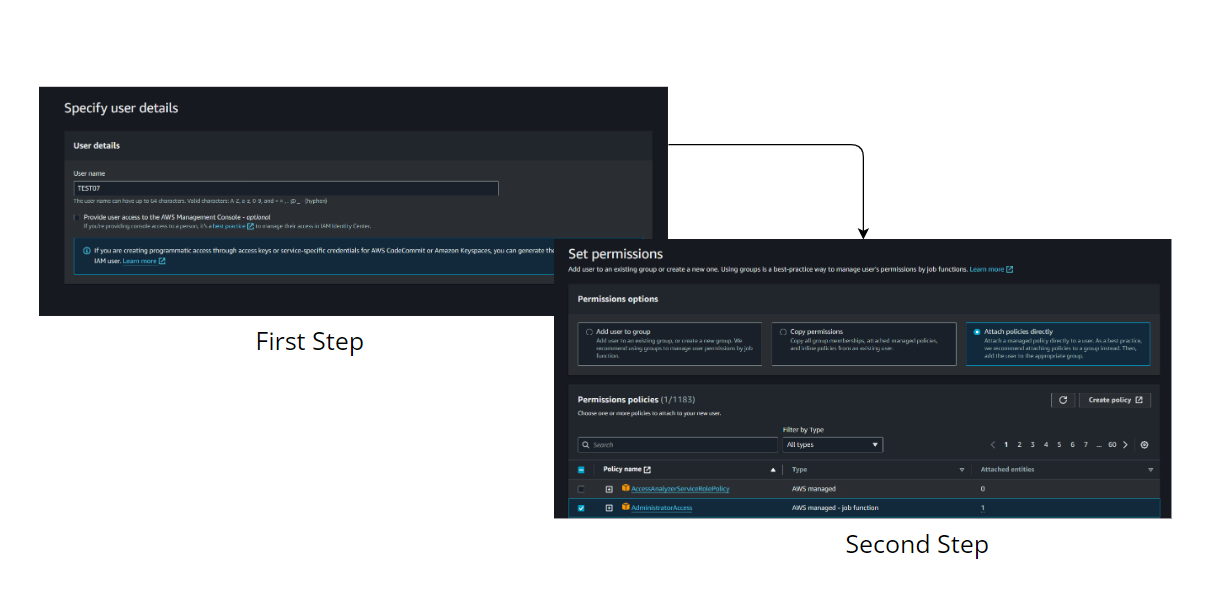 Specify user details
User details
User name
TEST07
The user name can have up to 64 characters. Valid characters: A-Z, a-z, 0-9, and + = , . @ _ - (hyphen)
Provide user access to the AWS Management Console - optional
If you're providing console access to a person, it's a best practice to manage their access in IAM Identity Center.
If you are creating programmatic access through access keys or service-specific credentials for AWS CodeCommit or Amazon Keyspaces, you can generate the
IAM user. Learn more
First Step
Set permissions
Add user to an existing group or create a new one. Using groups is a best-practice way to manage user's permissions by job functions. Learn more
Permissions options
Add user to group
Add user to an existing group, or create a new group. We
recommend using groups to manage user permissions by job
function.
Copy permissions
Copy all group memberships, attached managed policies,
and inline policies from an existing user.
Attach policies directly
Attach a managed policy directly to a user. As a best practice,
we recommend attaching policies to a group instead. Then,
add the user to the appropriate group.
Permissions policies (1/1183)
Create policy
Choose one or more policies to attach to your new user.
Filter by Type
Search
All types
1 2 3 4 5 6 7 ... 60
Policy name
Type
Attached entities
AccessAnalyzerServiceRolePolicy
AWS managed
0
AdministratorAccess
AWS managed - job function
1
Second Step